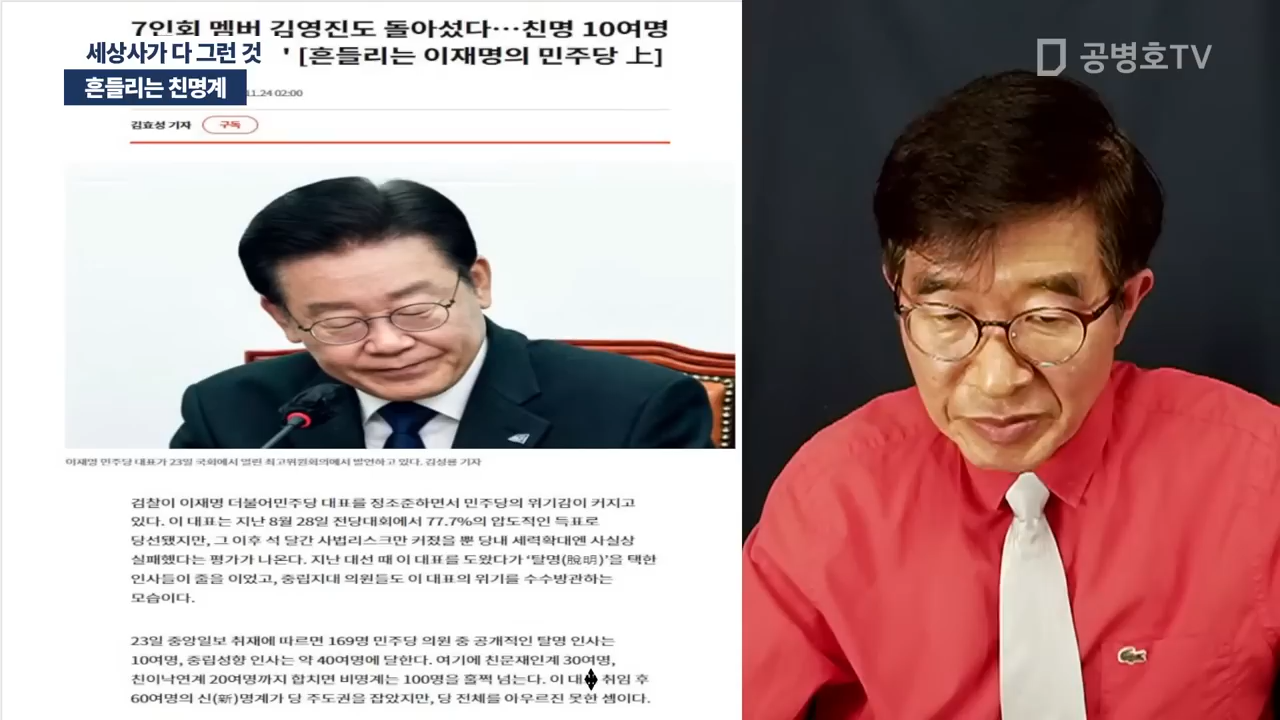 7인회 멤버 김영진도 돌아섰다…친명 10여명
세상사가 다 그런 것
' [흔들리는 이재명의 민주당 上]
흔들리는 친명계
공병호TV
11.24 02:00
김효성 기자
구독
이재명 민주당 대표가 23일 국회에서 열린 최고위원회의에서 발언하고 있다. 김성룡 기자
검찰이 이재명 더불어민주당 대표를 정조준하면서 민주당의 위기감이 커지고
있다. 이 대표는 지난 8월 28일 전당대회에서 77.7%의 압도적인 득표로
당선됐지만, 그 이후 석 달간 사법리스크만 커졌을 뿐 당내 세력확대엔 사실상
실패했다는 평가가 나온다. 지난 대선 때 이 대표를 도왔다가 ‘탈명(脫明)’을 택한
인사들이 줄을 이었고, 중립지대 의원들도 이 대표의 위기를 수수방관하는
모습이다.
23일 중앙일보 취재에 따르면 169명 민주당 의원 중 공개적인 탈명 인사는
10여명, 중립성향 인사는 약 40여명에 달한다. 여기에 친문재인계 30여명,
친이낙연계 20여명까지 합치면 비명계는 100명을 훌쩍 넘는다. 이 대 취임 후
60여명의 신(新)명계가 당 주도권을 잡았지만, 당 전체를 아우르진 못한 셈이다.